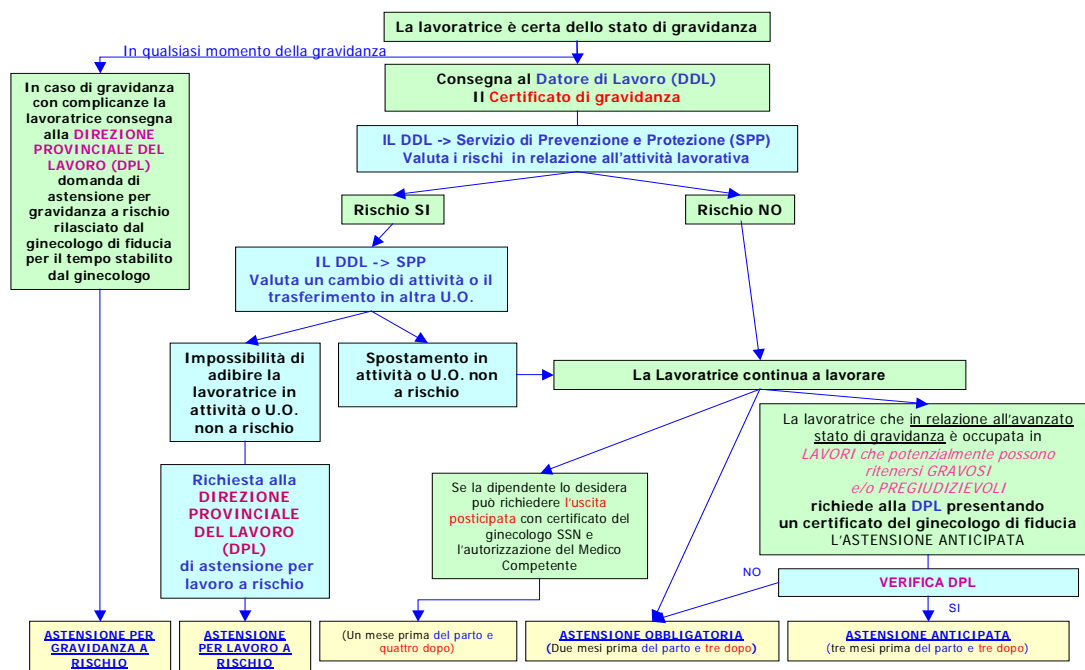 La lavoratrice è certa dello stato di gravidanza
In qualsiasi momento della gravidanza
In caso di gravidanza
con complicanze la
lavoratrice consegna
alla DIREZIONE
PROVINCIALE DEL
LAVORO (DPL)
domanda di
astensione per
gravidanza a rischio
rilasciato dal
ginecologo di fiducia
per il tempo stabilito
dal ginecologo
Consegna al Datore di Lavoro (DDL)
Il Certificato di gravidanza
IL DDL -> Servizio di Prevenzione e Protezione (SPP)
Valuta i rischi in relazione all'attività lavorativa
Rischio SI
Rischio NO
IL DDL -> SPP
Valuta un cambio di attività o il
trasferimento in altra U.O.
Impossibilità di
adibire la
lavoratrice in
attività o U.O.
non a rischio
Spostamento in
attività o U.O. non
a rischio
La Lavoratrice continua a lavorare
Richiesta alla
DIREZIONE
PROVINCIALE
DEL LAVORO
(DPL)
di astensione per
lavoro a rischio
Se la dipendente lo desidera
può richiedere l'uscita
posticipata con certificato del
ginecologo SSN e
l'autorizzazione del Medico
Competente
La lavoratrice che in relazione all'avanzato
stato di gravidanza è occupata in
LAVORI che potenzialmente possono
ritenersi GRAVOSI
e/o PREGIUDIZIEVOLI
richiede alla DPL presentando
un certificato del ginecologo di fiducia
L'ASTENSIONE ANTICIPATA
NO
VERIFICA DPL
SI
ASTENSIONE PER
GRAVIDANZA A
RISCHIO
ASTENSIONE
PER LAVORO A
RISCHIO
(Un mese prima del parto e
quattro dopo)
ASTENSIONE OBBLIGATORIA
(Due mesi prima del parto e tre dopo)
ASTENSIONE ANTICIPATA
(tre mesi prima del parto e tre dopo)